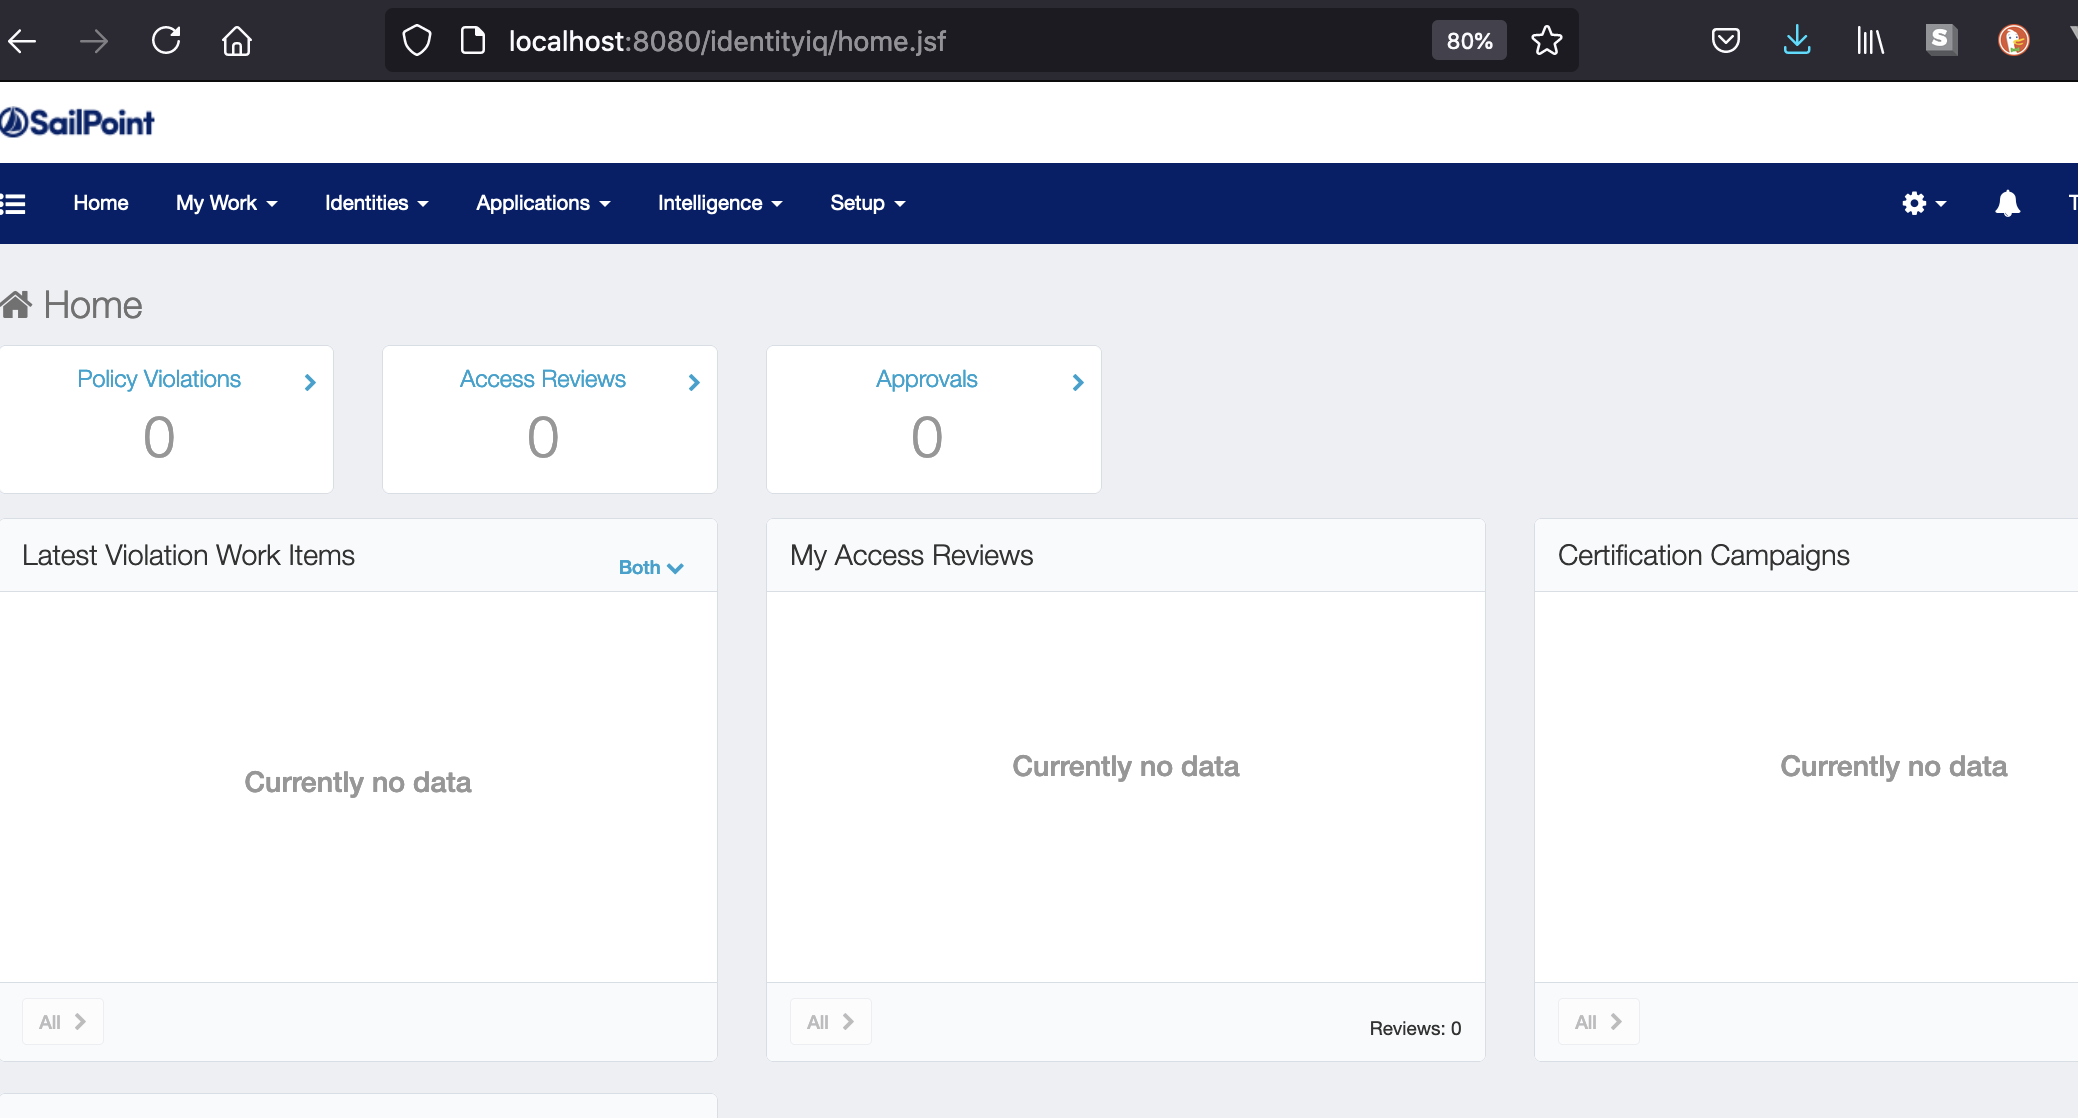 localhost:8080/identityiq/home.jsf 80% S
SailPoint
Home My Work Identities Applications Intelligence Setup T
Home
Policy Violations Access Reviews Approvals
0 0 0
Latest Violation Work Items Both My Access Reviews Certification Campaigns
Currently no data Currently no data Currently no data
All All Reviews: 0 All